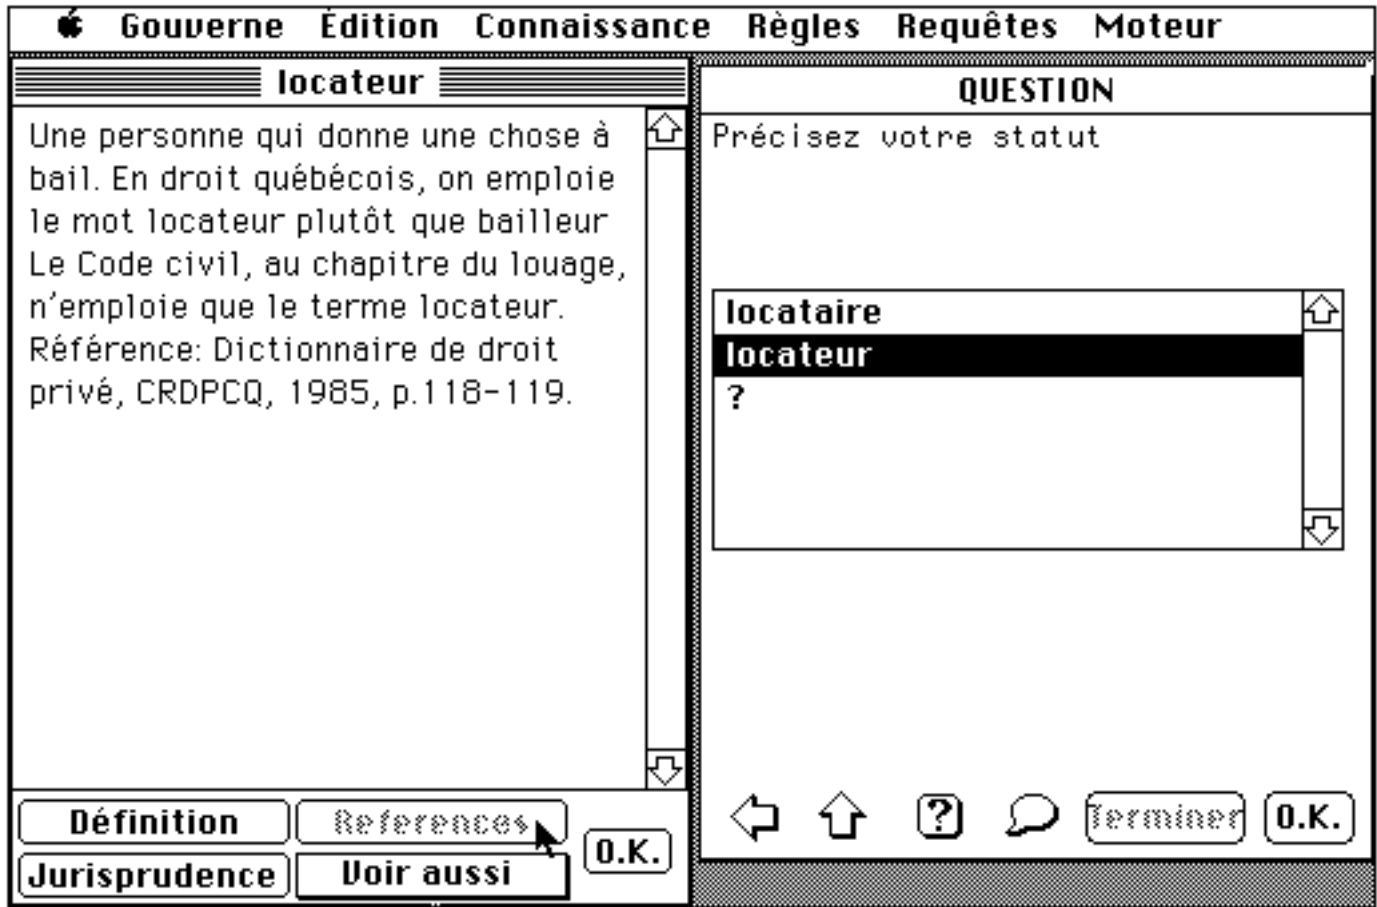 Gouverne Édition Connaissance Règles Requêtes Moteur
locateur
Une personne qui donne une chose à
bail. En droit québécois, on emploie
le mot locateur plutôt que bailleur
Le Code civil, au chapitre du louage,
n'emploie que le terme locateur.
Référence: Dictionnaire de droit
privé, CRDPCQ, 1985, p.118-119.
Définition References
Jurisprudence Voir aussi
O.K.
QUESTION
Précisez votre statut
locataire
locateur
?
? Terminer O.K.